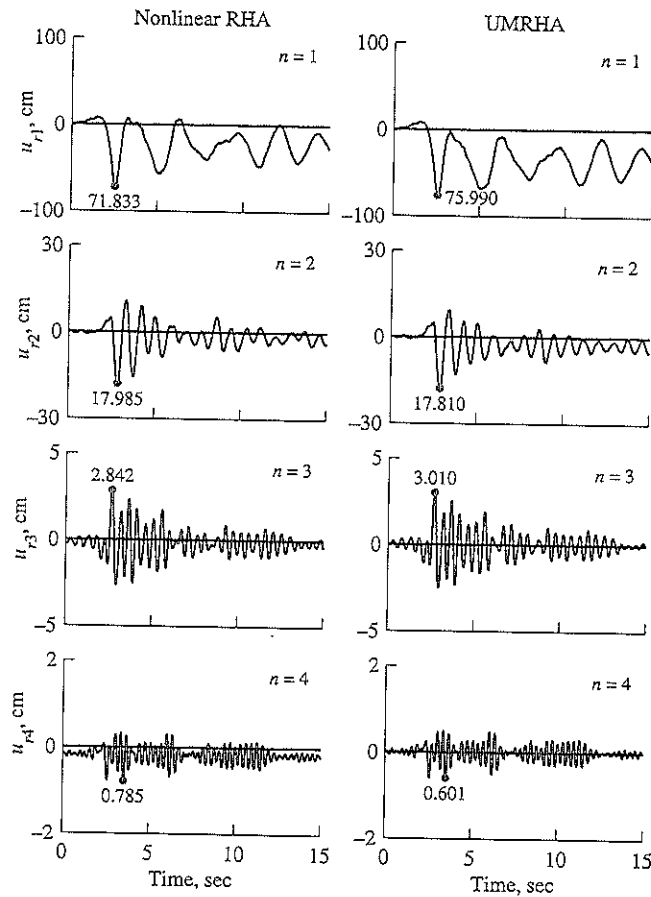 Nonlinear RHA
UMRHA
100
n = 1
u_r1, cm
0
71.833
−100
100
n = 1
0
75.990
−100
30
n = 2
u_r2, cm
0
17.985
−30
30
n = 2
0
17.810
−30
5
2.842
n = 3
u_r3, cm
0
−5
5
3.010
n = 3
0
−5
2
n = 4
u_r4, cm
0
0.785
−2
0 5 10 15
Time, sec
2
n = 4
0
0.601
−2
0 5 10 15
Time, sec